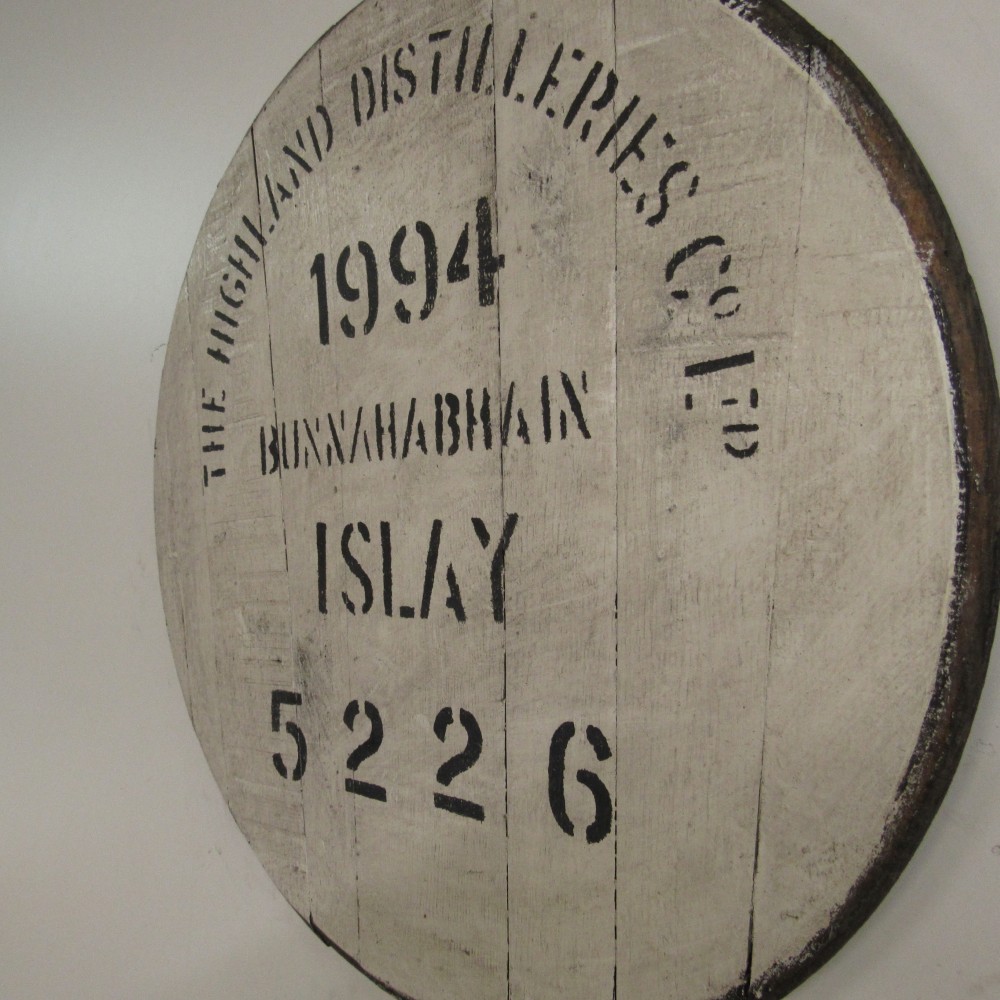 THE HIGHLAND DISTILLERIES Co LTD
1994
BUNNAHABHAIN
ISLAY
5226